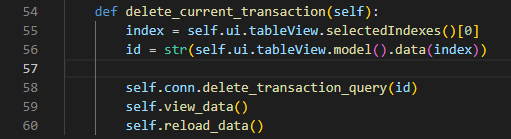 54 def delete_current_transaction(self):
55 index = self.ui.tableView.selectedIndexes()[0]
56 id = str(self.ui.tableView.model().data(index))
57
58 self.conn.delete_transaction_query(id)
59 self.view_data()
60 self.reload_data()